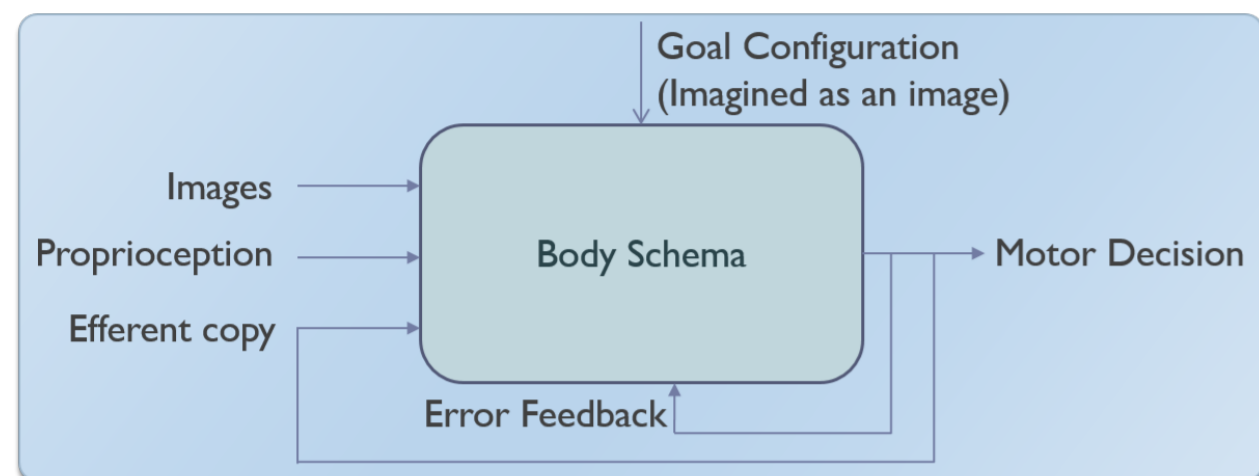 Goal Configuration
(Imagined as an image)
Images
Proprioception
Body Schema
Motor Decision
Efferent copy
Error Feedback